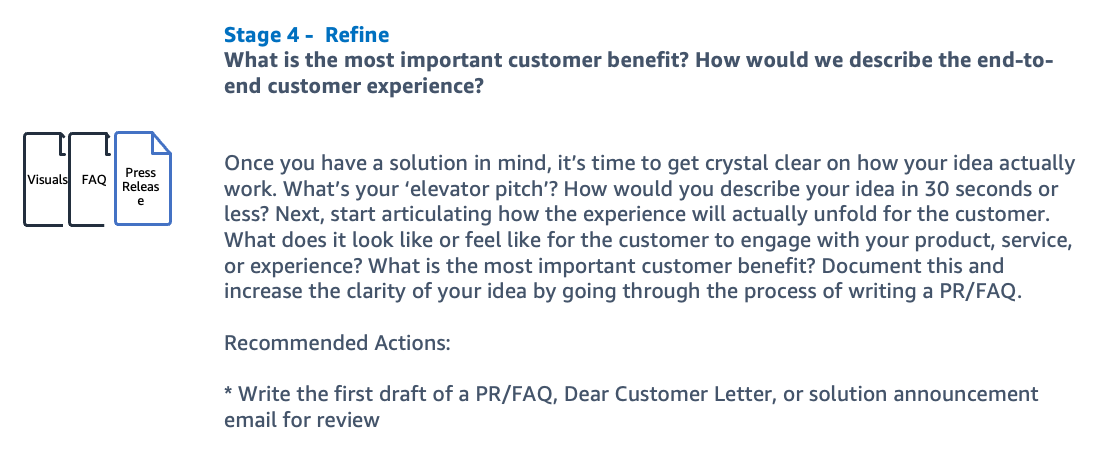 Stage 4 -  Refine
What is the most important customer benefit? How would we describe the end-to-
end customer experience?
Visuals
FAQ
Press
Releas
e
Once you have a solution in mind, it’s time to get crystal clear on how your idea actually
work. What’s your ‘elevator pitch’? How would you describe your idea in 30 seconds or
less? Next, start articulating how the experience will actually unfold for the customer.
What does it look like or feel like for the customer to engage with your product, service,
or experience? What is the most important customer benefit? Document this and
increase the clarity of your idea by going through the process of writing a PR/FAQ.
Recommended Actions:
* Write the first draft of a PR/FAQ, Dear Customer Letter, or solution announcement
email for review